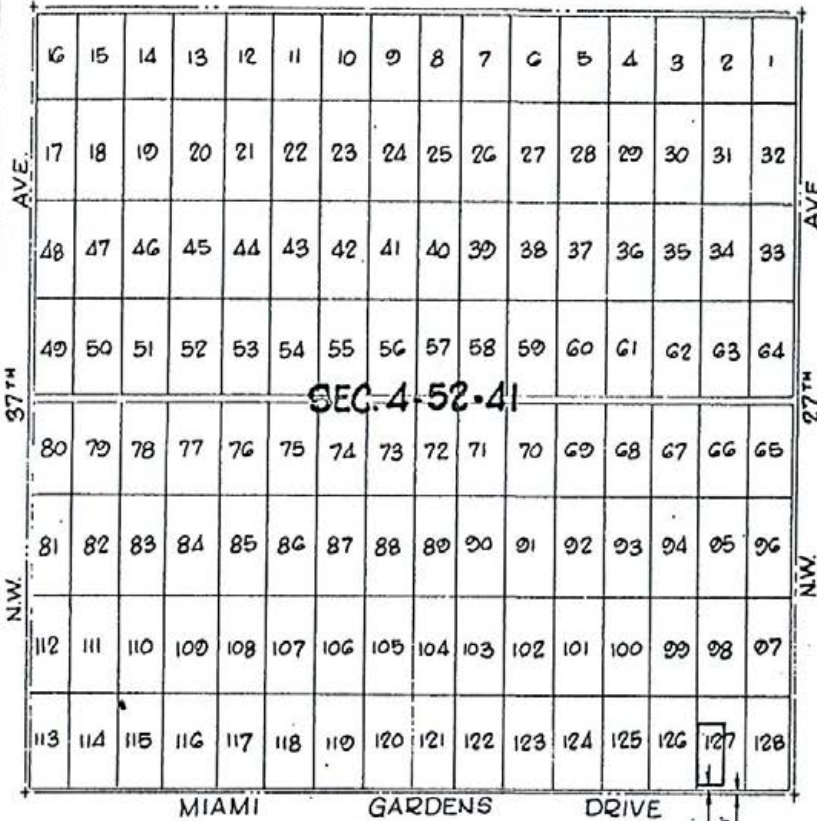 16 15 14 13 12 11 10 9 8 7 6 5 4 3 2 1
17 18 19 20 21 22 23 24 25 26 27 28 29 30 31 32
N.W. 37TH AVE.
N.W. 27TH AVE
48 47 46 45 44 43 42 41 40 39 38 37 36 35 34 33
49 50 51 52 53 54 55 56 57 58 59 60 61 62 63 64
SEC. 4-52-41
80 79 78 77 76 75 74 73 72 71 70 69 68 67 66 65
81 82 83 84 85 86 87 88 89 90 91 92 93 94 95 96
112 111 110 109 108 107 106 105 104 103 102 101 100 99 98 97
113 114 115 116 117 118 119 120 121 122 123 124 125 126 127 128
MIAMI GARDENS DRIVE